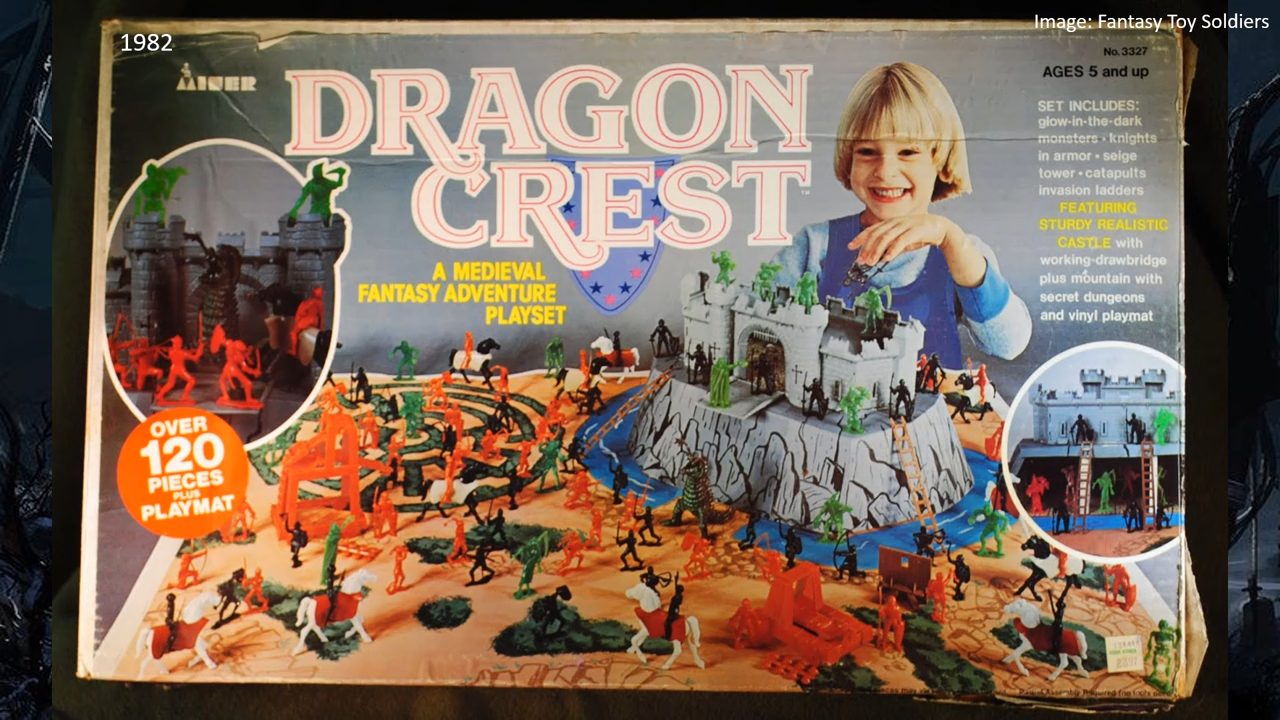 1982
Image: Fantasy Toy Soldiers
MINER
No. 3327
AGES 5 and up
DRAGON
CREST
™
A MEDIEVAL
FANTASY ADVENTURE
PLAYSET
SET INCLUDES:
glow-in-the-dark
monsters • knights
in armor • seige
tower • catapults
invasion ladders
FEATURING
STURDY REALISTIC
CASTLE with
working drawbridge
plus mountain with
secret dungeons
and vinyl playmat
OVER
120
PIECES
PLUS
PLAYMAT